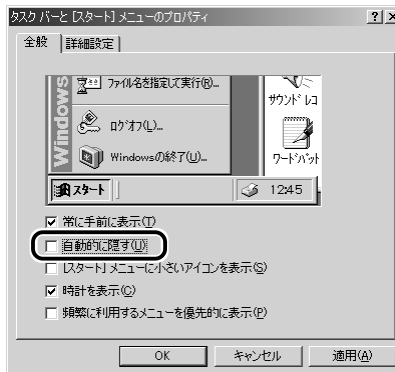 タスク バーと [スタート] メニューのプロパティ
全般 詳細設定
Windows
ファイル名を指定して実行(R)...
ログオフ(L)...
Windowsの終了(U)...
サウンド レコ
ワードパッド
スタート
12:45
常に手前に表示(T)
自動的に隠す(U)
[スタート] メニューに小さいアイコンを表示(S)
時計を表示(C)
頻繁に利用するメニューを優先的に表示(P)
OK キャンセル 適用(A)